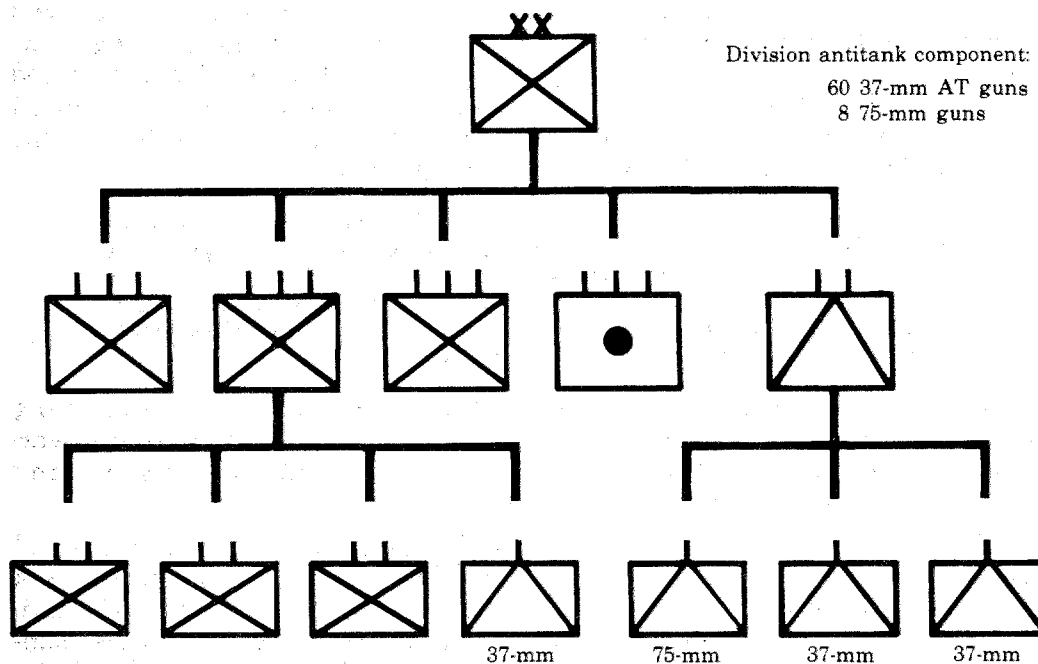 XX
Division antitank component:
60 37-mm AT guns
8 75-mm guns
37-mm
75-mm
37-mm
37-mm